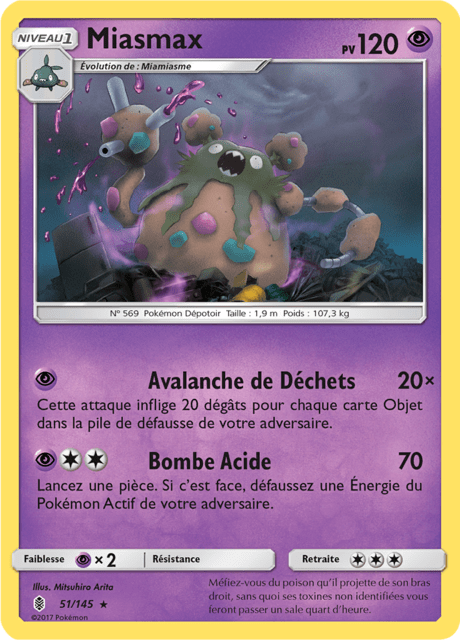 NIVEAU 1
Miasmax
PV 120
Évolution de : Miamiasme
N° 569 Pokémon Dépotoir Taille : 1,9 m Poids : 107,3 kg
Avalanche de Déchets 20×
Cette attaque inflige 20 dégâts pour chaque carte Objet
dans la pile de défausse de votre adversaire.
Bombe Acide 70
Lancez une pièce. Si c'est face, défaussez une Énergie du
Pokémon Actif de votre adversaire.
Faiblesse × 2 Résistance Retraite
Illus. Mitsuhiro Arita
51/145 ★
©2017 Pokémon
Méfiez-vous du poison qu'il projette de son bras
droit, sans quoi ses toxines non identifiées vous
feront passer un sale quart d'heure.